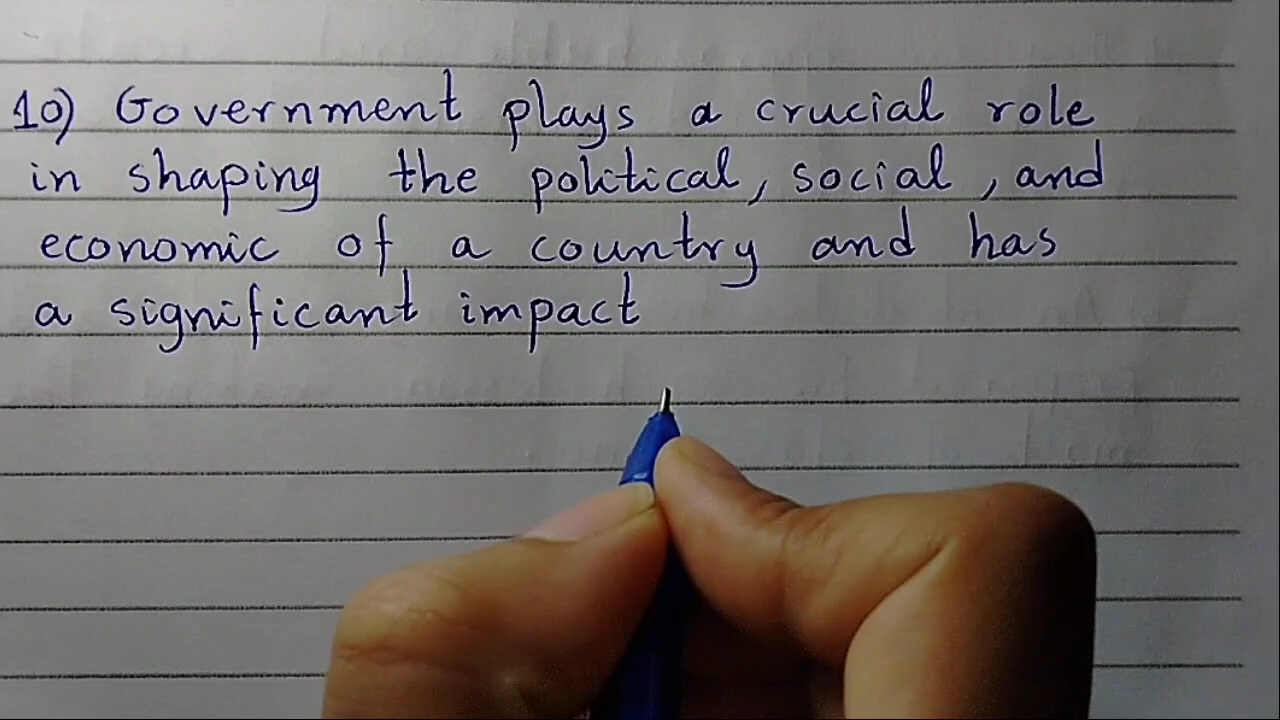 10) Government plays a crucial role
in shaping the political, social, and
economic of a country and has
a significant impact